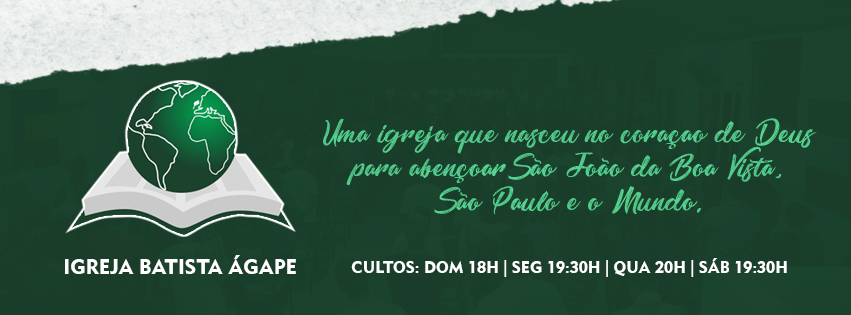 Uma igreja que nasceu no coraçao de Deus
para abençoar São João da Boa Vista,
São Paulo e o Mundo.
IGREJA BATISTA ÁGAPE
CULTOS: DOM 18H | SEG 19:30H | QUA 20H | SÁB 19:30H